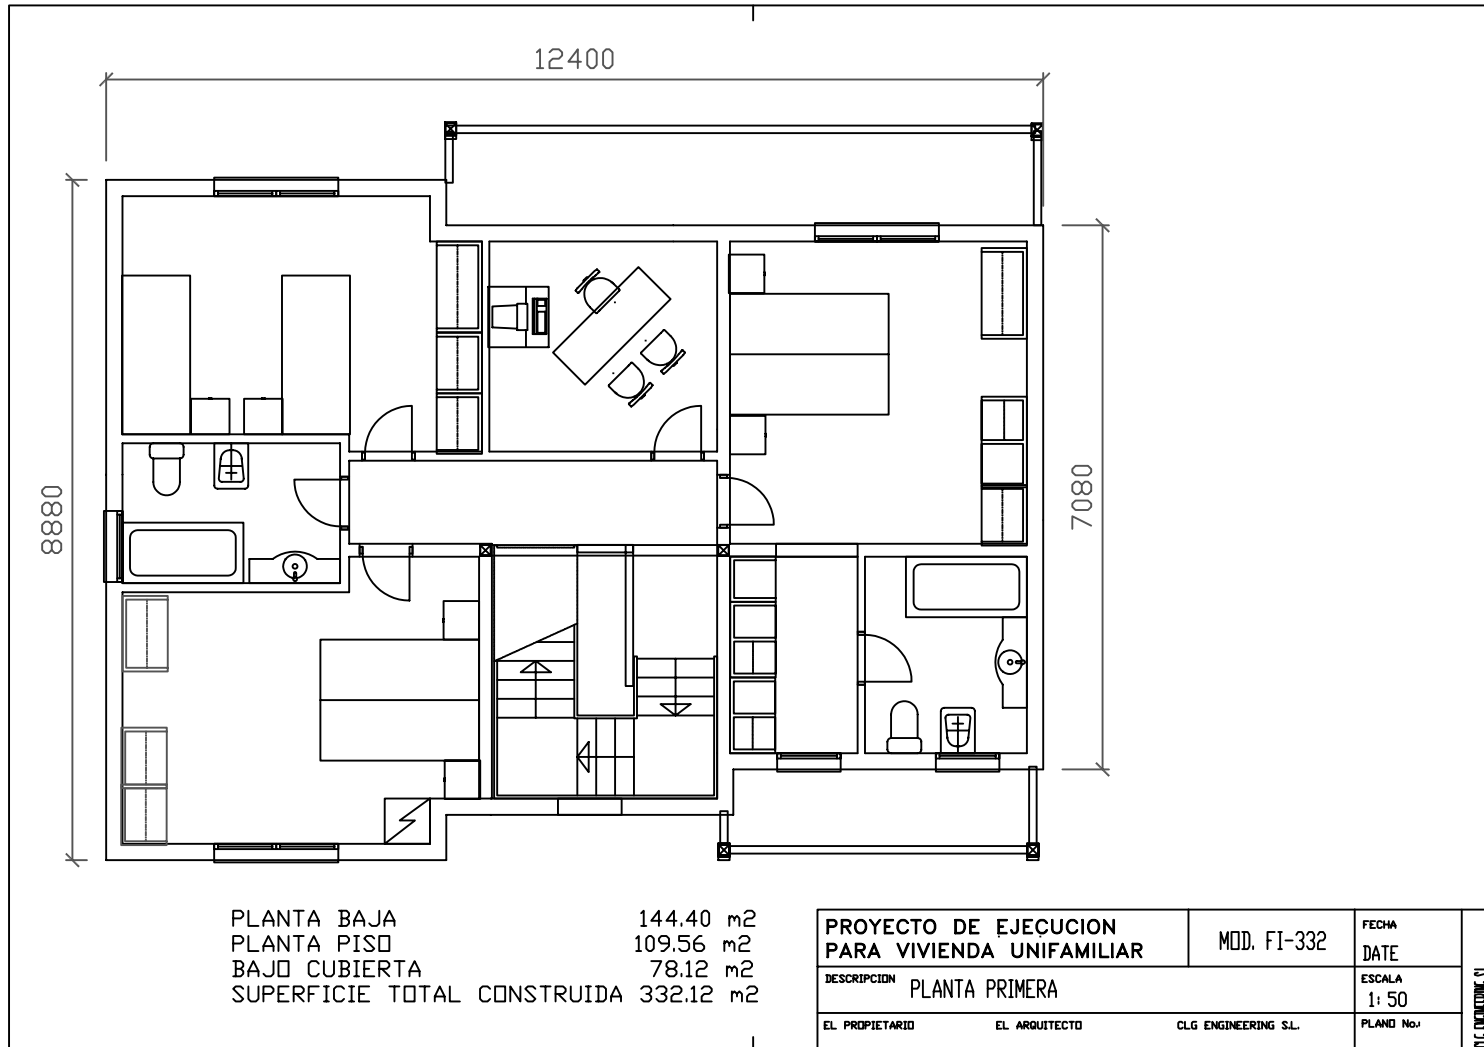 12400
8880
7080
PLANTA BAJA 144.40 m2
PLANTA PISO 109.56 m2
BAJO CUBIERTA 78.12 m2
SUPERFICIE TOTAL CONSTRUIDA 332.12 m2
PROYECTO DE EJECUCION
PARA VIVIENDA UNIFAMILIAR
MOD. FI-332
FECHA
DATE
DESCRIPCION PLANTA PRIMERA
ESCALA
1:50
EL PROPIETARIO EL ARQUITECTO CLG ENGINEERING S.L.
PLANO No.: